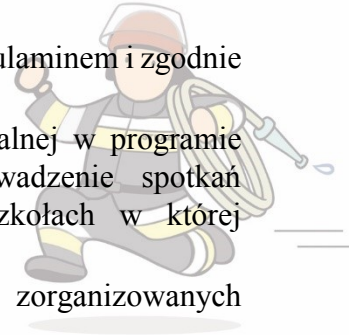 ulaminem i zgodnie
alnej w programie
wadzenie spotkań
zkołach w której
zorganizowanych